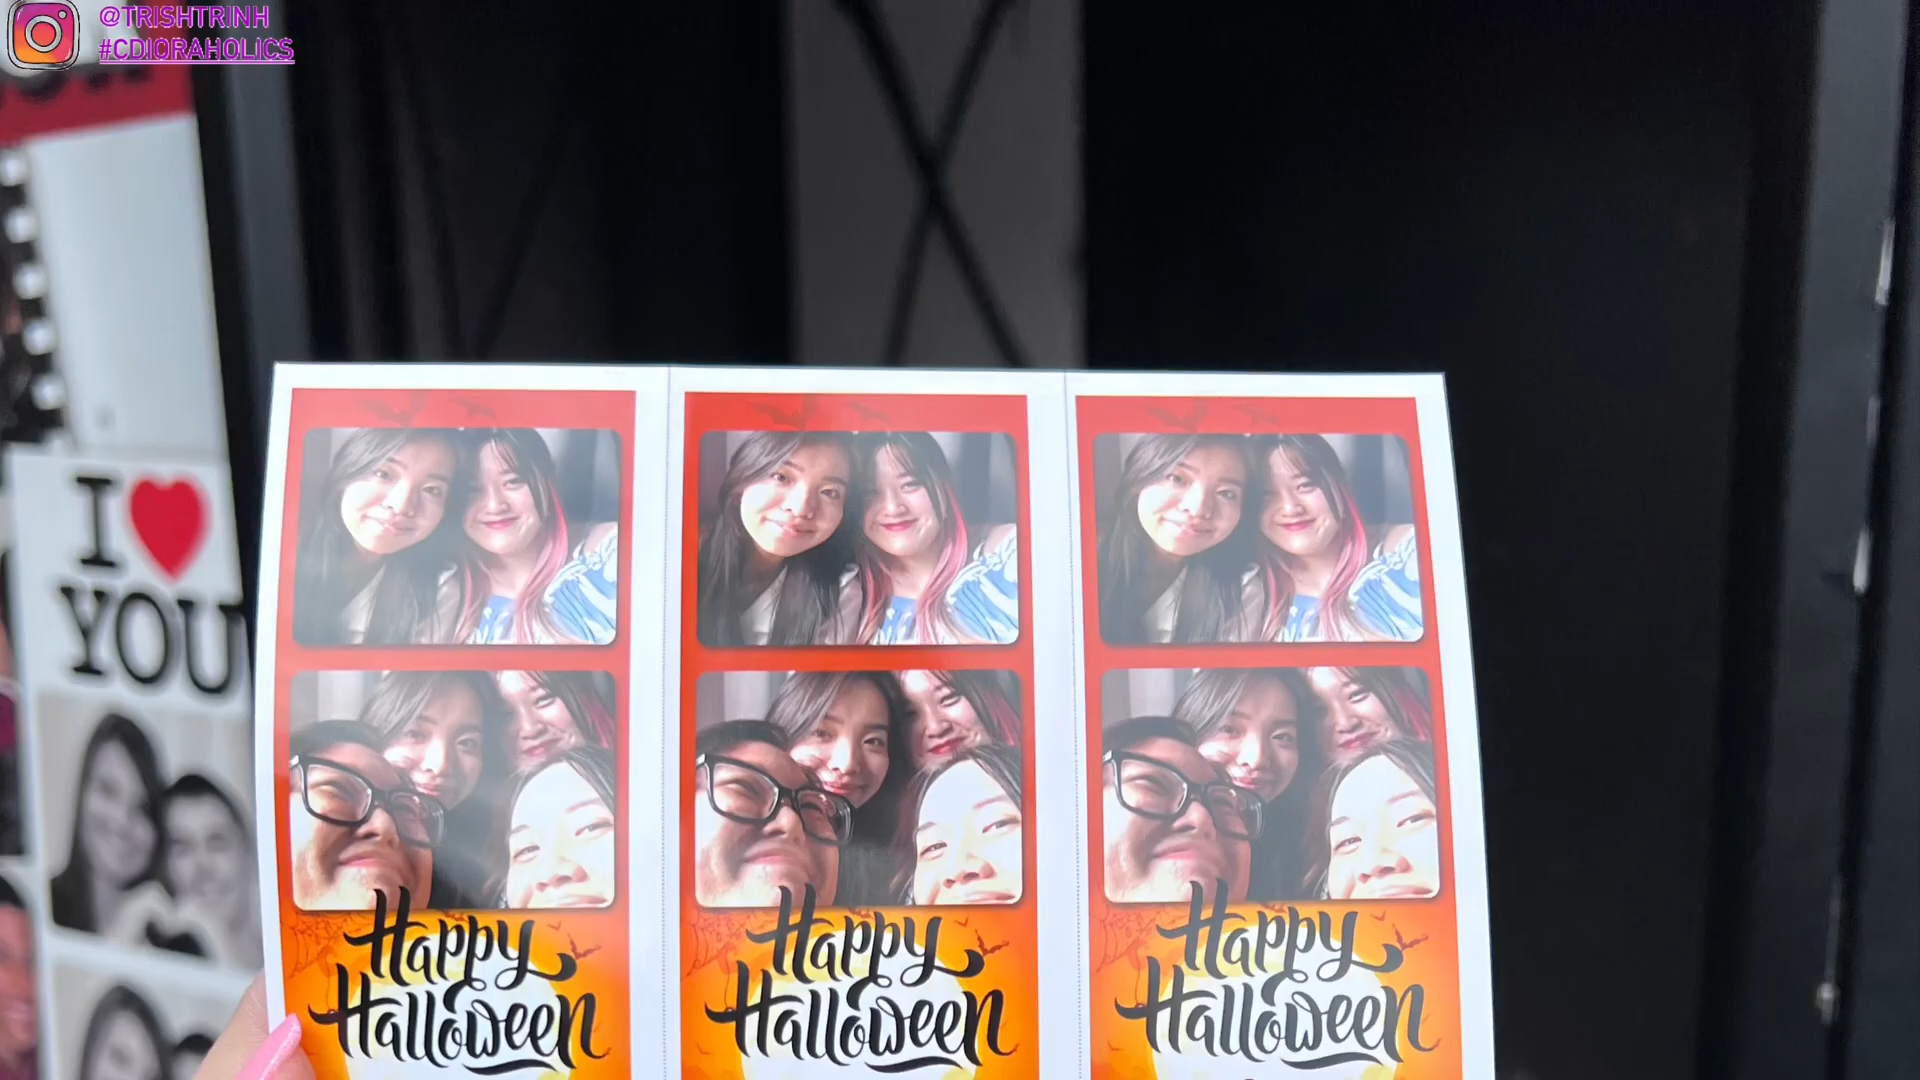 @TRISHTRINH
#CDIORAHOLICS
I ❤
YOU
Happy
Halloween
Happy
Halloween
Happy
Halloween